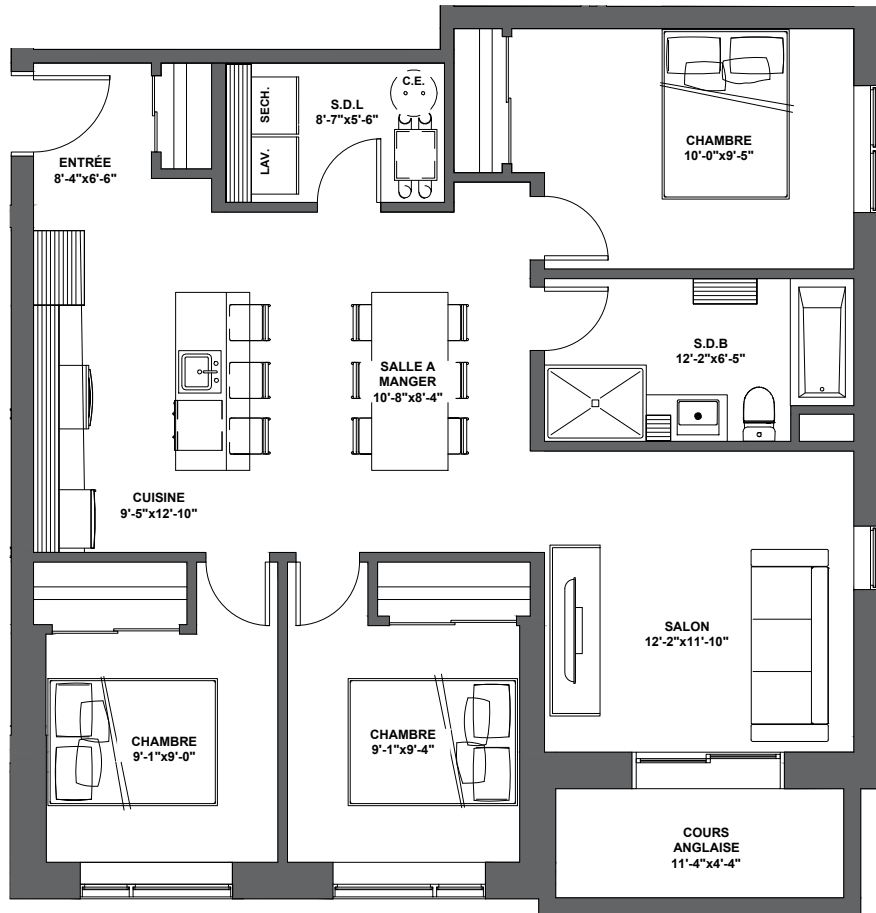 C.E.
SECH.
S.D.L
8'-7"x5'-6"
LAV.
ENTRÉE
8'-4"x6'-6"
CHAMBRE
10'-0"x9'-5"
S.D.B
12'-2"x6'-5"
SALLE A
MANGER
10'-8"x8'-4"
CUISINE
9'-5"x12'-10"
SALON
12'-2"x11'-10"
CHAMBRE
9'-1"x9'-0"
CHAMBRE
9'-1"x9'-4"
COURS
ANGLAISE
11'-4"x4'-4"